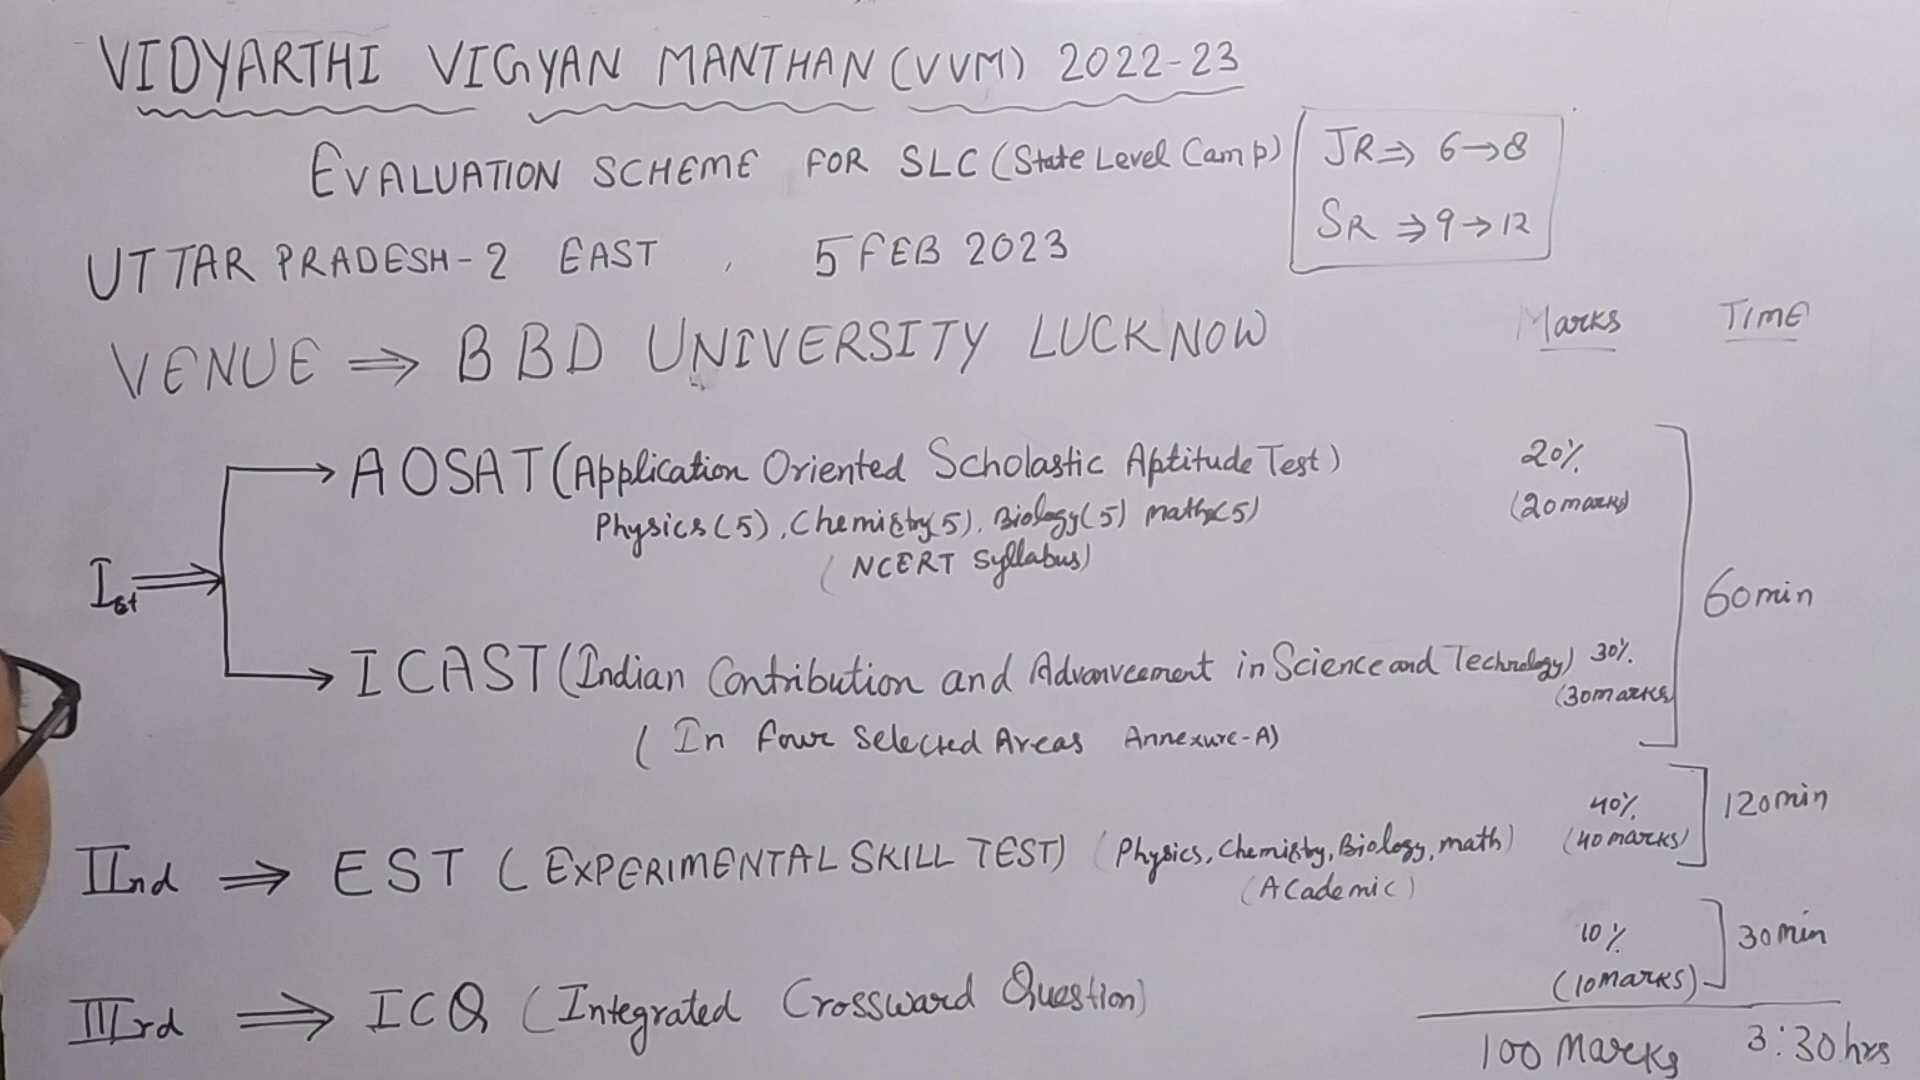 VIDYARTHI VIGYAN MANTHAN (VVM) 2022-23
EVALUATION SCHEME FOR SLC (State Level Camp)
JR ⇒ 6→8
SR ⇒ 9→12
UTTAR PRADESH-2 EAST , 5 FEB 2023
VENUE ⇒ BBD UNIVERSITY LUCKNOW
Marks TIME
AOSAT (Application Oriented Scholastic Aptitude Test) 20%
Physics (5), Chemistry (5), Biology (5) math (5) (20 marks)
(NCERT Syllabus)
Ist ⇒
60 min
ICAST (Indian Contribution and Advancement in Science and Technology) 30%
(30 marks
(In four Selected Areas Annexure-A)
IInd ⇒ EST (EXPERIMENTAL SKILL TEST) (Physics, Chemistry, Biology, math) 40% 120 min
(40 marks)
(Academic)
10% 30 min
(10 marks)
IIIrd ⇒ ICQ (Integrated Crossward Question)
100 Marks 3:30 hrs